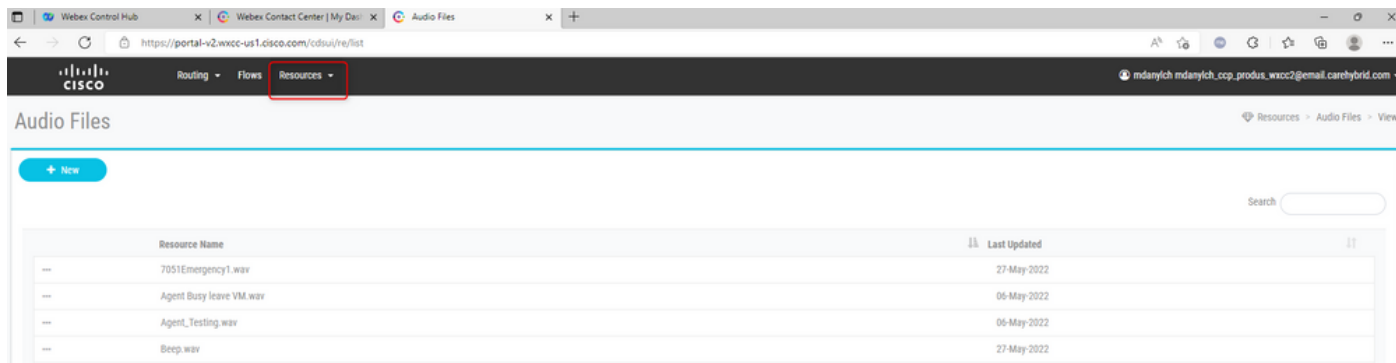 Webex Control Hub
Webex Contact Center | My Das
Audio Files
https://portal-v2.wxcc-us1.cisco.com/cdsui/re/list
CISCO
Routing
Flows
Resources
mdanylch mdanylch_ccp_produs_wxcc2@email.carehybrid.com
Audio Files
Resources > Audio Files > View
+ New
Search
Resource Name
Last Updated
7051Emergency1.wav
27-May-2022
Agent Busy leave VM.wav
06-May-2022
Agent_Testing.wav
06-May-2022
Beep.wav
27-May-2022